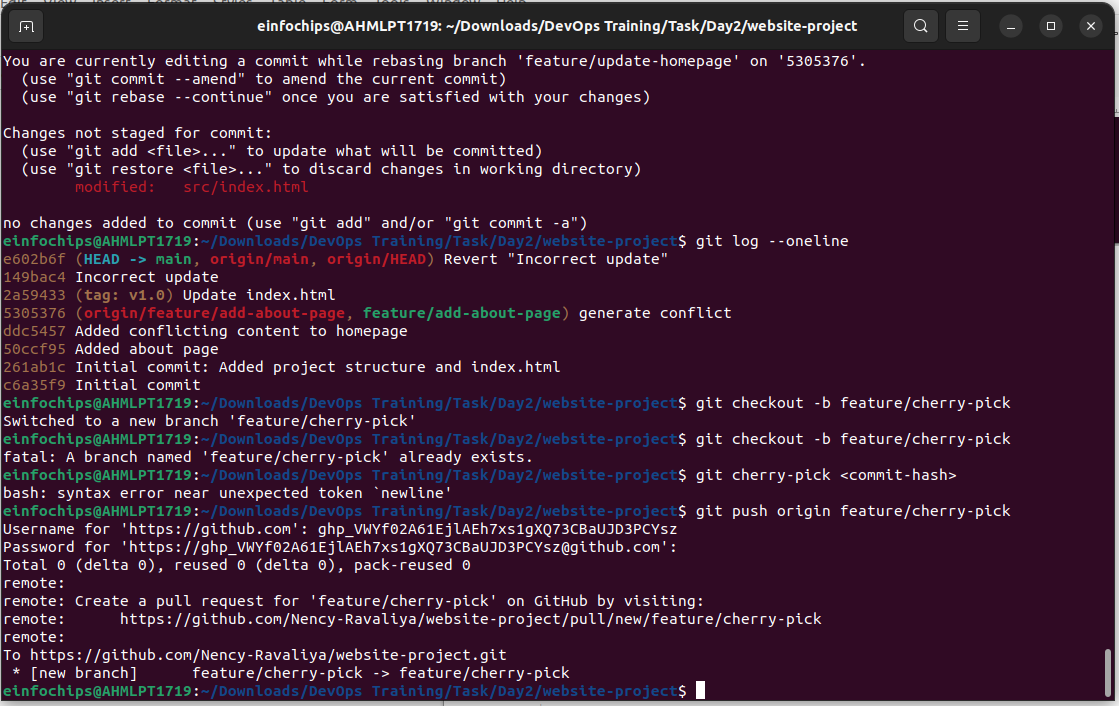 einfochips@AHMLPT1719: ~/Downloads/DevOps Training/Task/Day2/website-project
You are currently editing a commit while rebasing branch 'feature/update-homepage' on '5305376'.
  (use "git commit --amend" to amend the current commit)
  (use "git rebase --continue" once you are satisfied with your changes)
Changes not staged for commit:
  (use "git add <file>..." to update what will be committed)
  (use "git restore <file>..." to discard changes in working directory)
        modified:   src/index.html
no changes added to commit (use "git add" and/or "git commit -a")
einfochips@AHMLPT1719:~/Downloads/DevOps Training/Task/Day2/website-project$ git log --oneline
e602b6f (HEAD -> main, origin/main, origin/HEAD) Revert "Incorrect update"
149bac4 Incorrect update
2a59433 (tag: v1.0) Update index.html
5305376 (origin/feature/add-about-page, feature/add-about-page) generate conflict
ddc5457 Added conflicting content to homepage
50ccf95 Added about page
261ab1c Initial commit: Added project structure and index.html
c6a35f9 Initial commit
einfochips@AHMLPT1719:~/Downloads/DevOps Training/Task/Day2/website-project$ git checkout -b feature/cherry-pick
Switched to a new branch 'feature/cherry-pick'
einfochips@AHMLPT1719:~/Downloads/DevOps Training/Task/Day2/website-project$ git checkout -b feature/cherry-pick
fatal: A branch named 'feature/cherry-pick' already exists.
einfochips@AHMLPT1719:~/Downloads/DevOps Training/Task/Day2/website-project$ git cherry-pick <commit-hash>
bash: syntax error near unexpected token `newline'
einfochips@AHMLPT1719:~/Downloads/DevOps Training/Task/Day2/website-project$ git push origin feature/cherry-pick
Username for 'https://github.com': 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
Password for 'https://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@github.com':
Total 0 (delta 0), reused 0 (delta 0), pack-reused 0
remote:
remote: Create a pull request for 'feature/cherry-pick' on GitHub by visiting:
remote:      https://github.com/Nency-Ravaliya/website-project/pull/new/feature/cherry-pick
remote:
To https://github.com/Nency-Ravaliya/website-project.git
 * [new branch]      feature/cherry-pick -> feature/cherry-pick
einfochips@AHMLPT1719:~/Downloads/DevOps Training/Task/Day2/website-project$